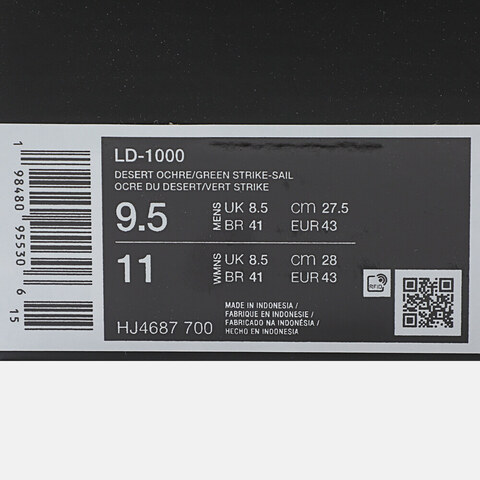 LD-1000
DESERT OCHRE/GREEN STRIKE-SAIL
OCRE DU DESERT/VERT STRIKE
9.5 MENS UK 8.5 cm 27.5
BR 41 EUR 43
11 WMNS UK 8.5 cm 28
BR 41 EUR 43
MADE IN INDONESIA /
FABRIQUE EN INDONESIE /
FABRICADO NA INDONÉSIA /
HECHO EN INDONESIA
HJ4687 700
RFID
1 98480 95530 6 15